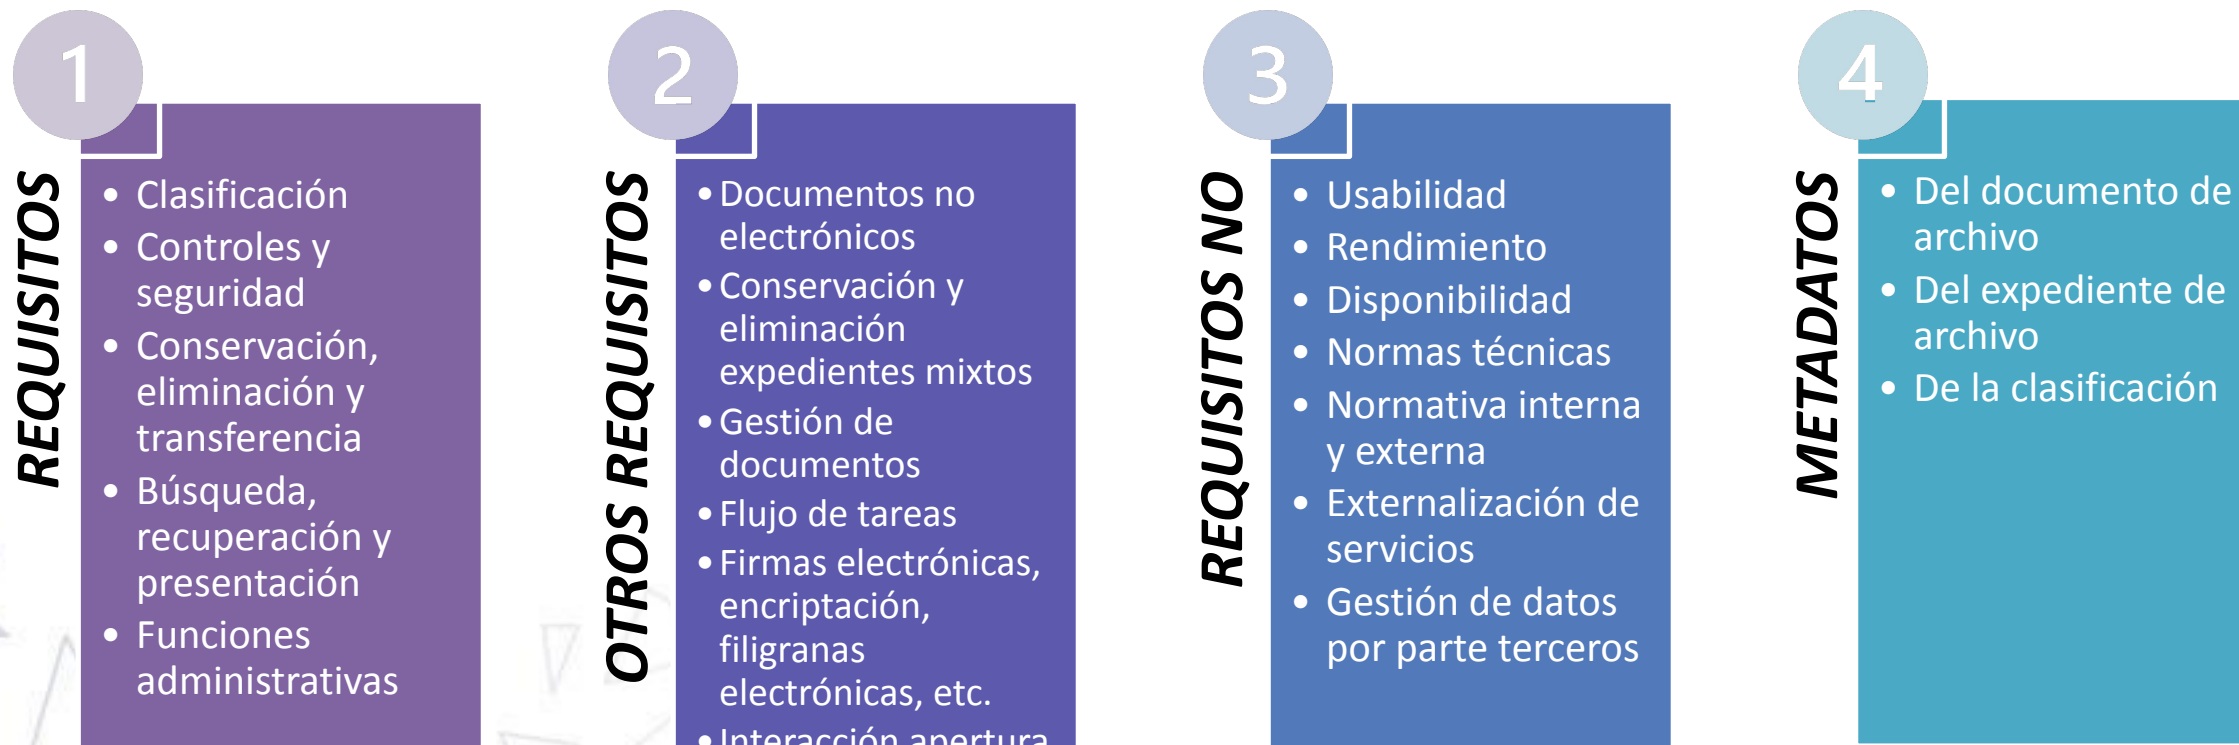 1
REQUISITOS
• Clasificación
• Controles y
seguridad
• Conservación,
eliminación y
transferencia
• Búsqueda,
recuperación y
presentación
• Funciones
administrativas
2
OTROS REQUISITOS
• Documentos no
electrónicos
• Conservación y
eliminación
expedientes mixtos
• Gestión de
documentos
• Flujo de tareas
• Firmas electrónicas,
encriptación,
filigranas
electrónicas, etc.
• Interacción apertura
3
REQUISITOS NO
• Usabilidad
• Rendimiento
• Disponibilidad
• Normas técnicas
• Normativa interna
y externa
• Externalización de
servicios
• Gestión de datos
por parte terceros
4
METADATOS
• Del documento de
archivo
• Del expediente de
archivo
• De la clasificación